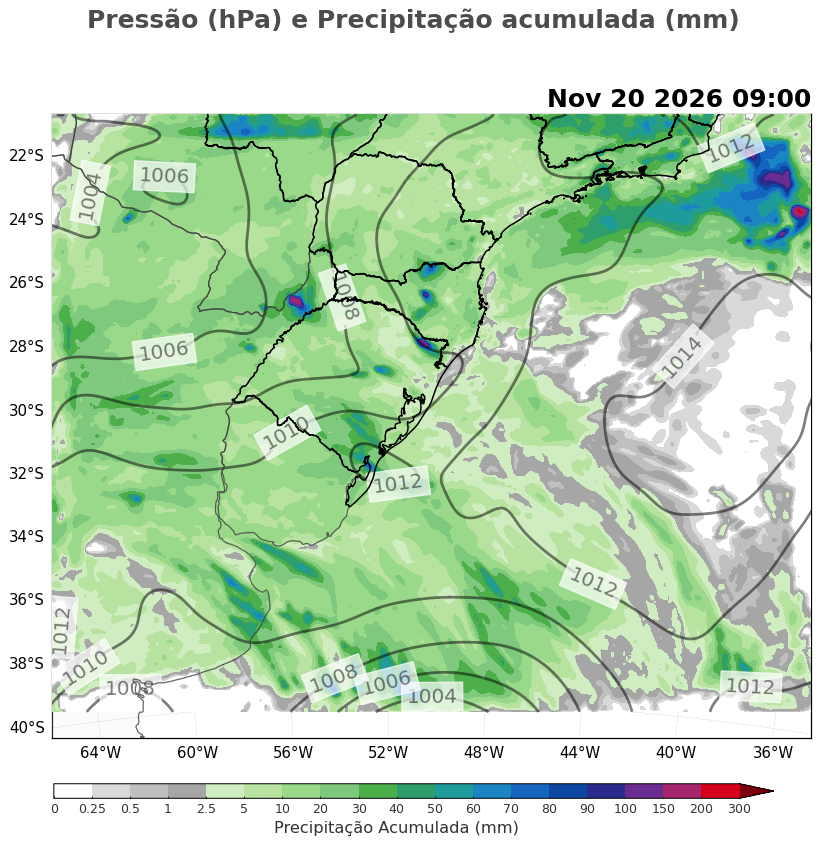 Pressão (hPa) e Precipitação acumulada (mm)
Nov 20 2026 09:00
22°S
24°S
26°S
28°S
30°S
32°S
34°S
36°S
38°S
40°S
1004
1006
1012
1008
1014
1006
1010
1012
1012
1012
1010
1008
1008
1006
1004
1012
64°W 60°W 56°W 52°W 48°W 44°W 40°W 36°W
0 0.25 0.5 1 2.5 5 10 20 30 40 50 60 70 80 90 100 150 200 300
Precipitação Acumulada (mm)